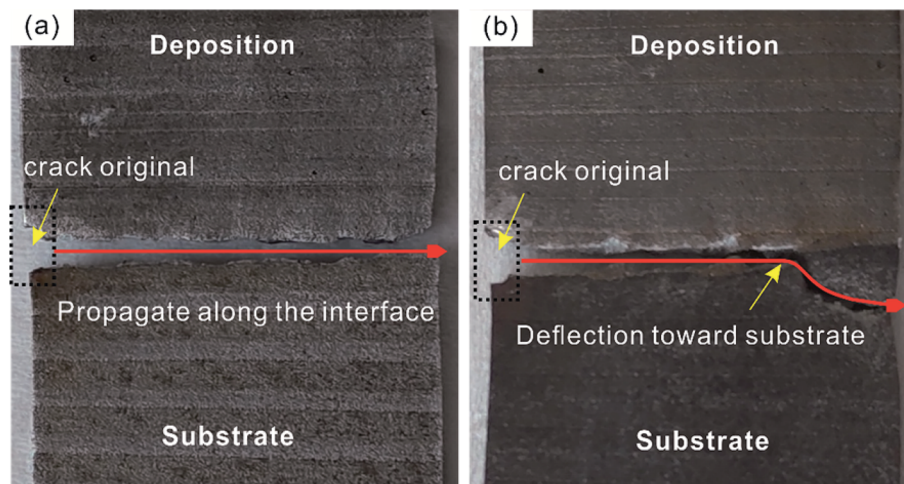 (a)
Deposition
crack original
Propagate along the interface
Substrate
(b)
Deposition
crack original
Deflection toward substrate
Substrate